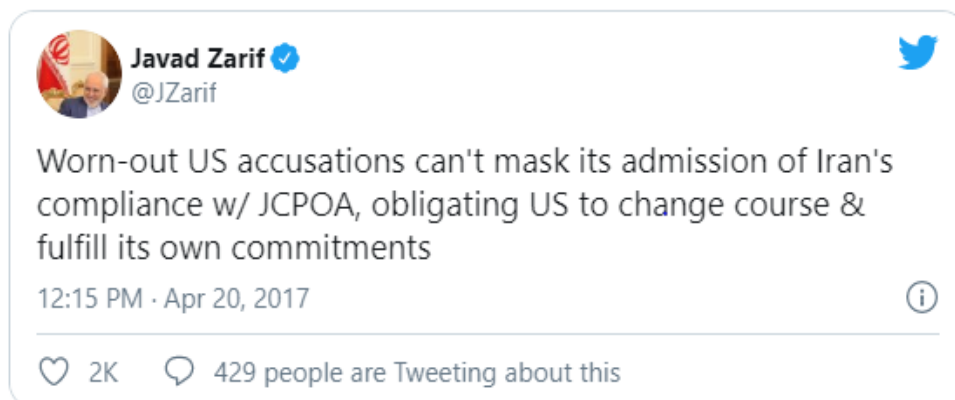 Javad Zarif
@JZarif
Worn-out US accusations can't mask its admission of Iran's
compliance w/ JCPOA, obligating US to change course &
fulfill its own commitments
12:15 PM · Apr 20, 2017
2K 429 people are Tweeting about this